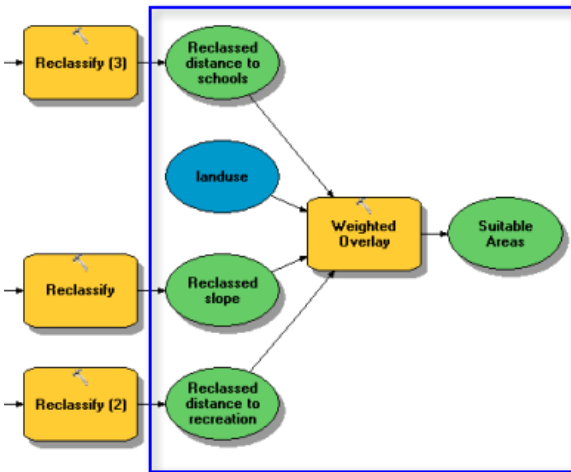 Reclassify (3)
Reclassed
distance to
schools
landuse
Weighted
Overlay
Suitable
Areas
Reclassify
Reclassed
slope
Reclassify (2)
Reclassed
distance to
recreation